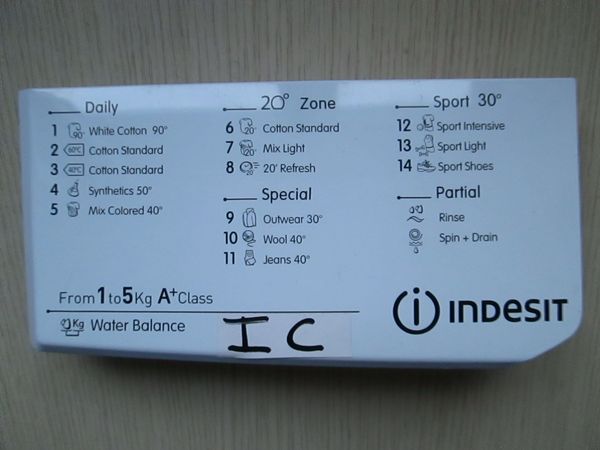 Daily
1 White Cotton 90°
2 60°C Cotton Standard
3 40°C Cotton Standard
4 Synthetics 50°
5 Mix Colored 40°
20° Zone
6 20° Cotton Standard
7 20° Mix Light
8 20' Refresh
Special
9 Outwear 30°
10 Wool 40°
11 Jeans 40°
Sport 30°
12 Sport Intensive
13 Sport Light
14 Sport Shoes
Partial
Rinse
Spin + Drain
From 1 to 5Kg A+ Class
Kg Water Balance
IC
i INDESIT